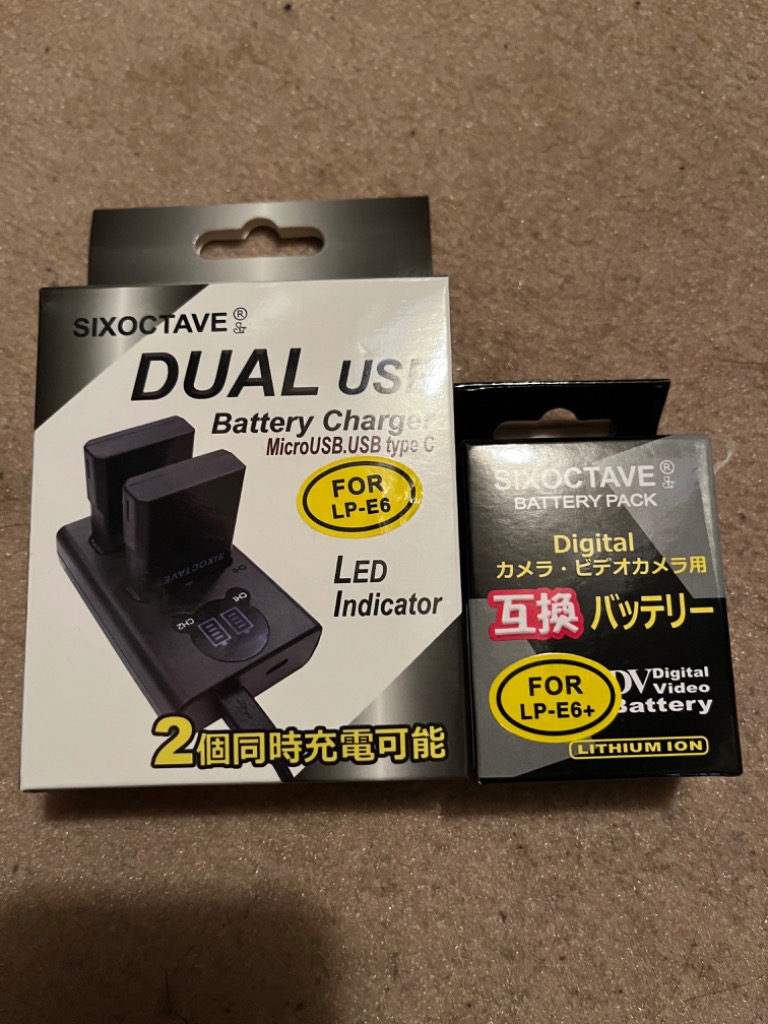 SIXOCTAVE®
DUAL USB
Battery Charger
MicroUSB.USB type C
FOR
LP-E6
LED
Indicator
SIXOCTAVE
CH1
CH2
2個同時充電可能
SIXOCTAVE®
BATTERY PACK
Digital
カメラ・ビデオカメラ用
互換 バッテリー
FOR
LP-E6+
DV Digital
Video
Battery
LITHIUM ION